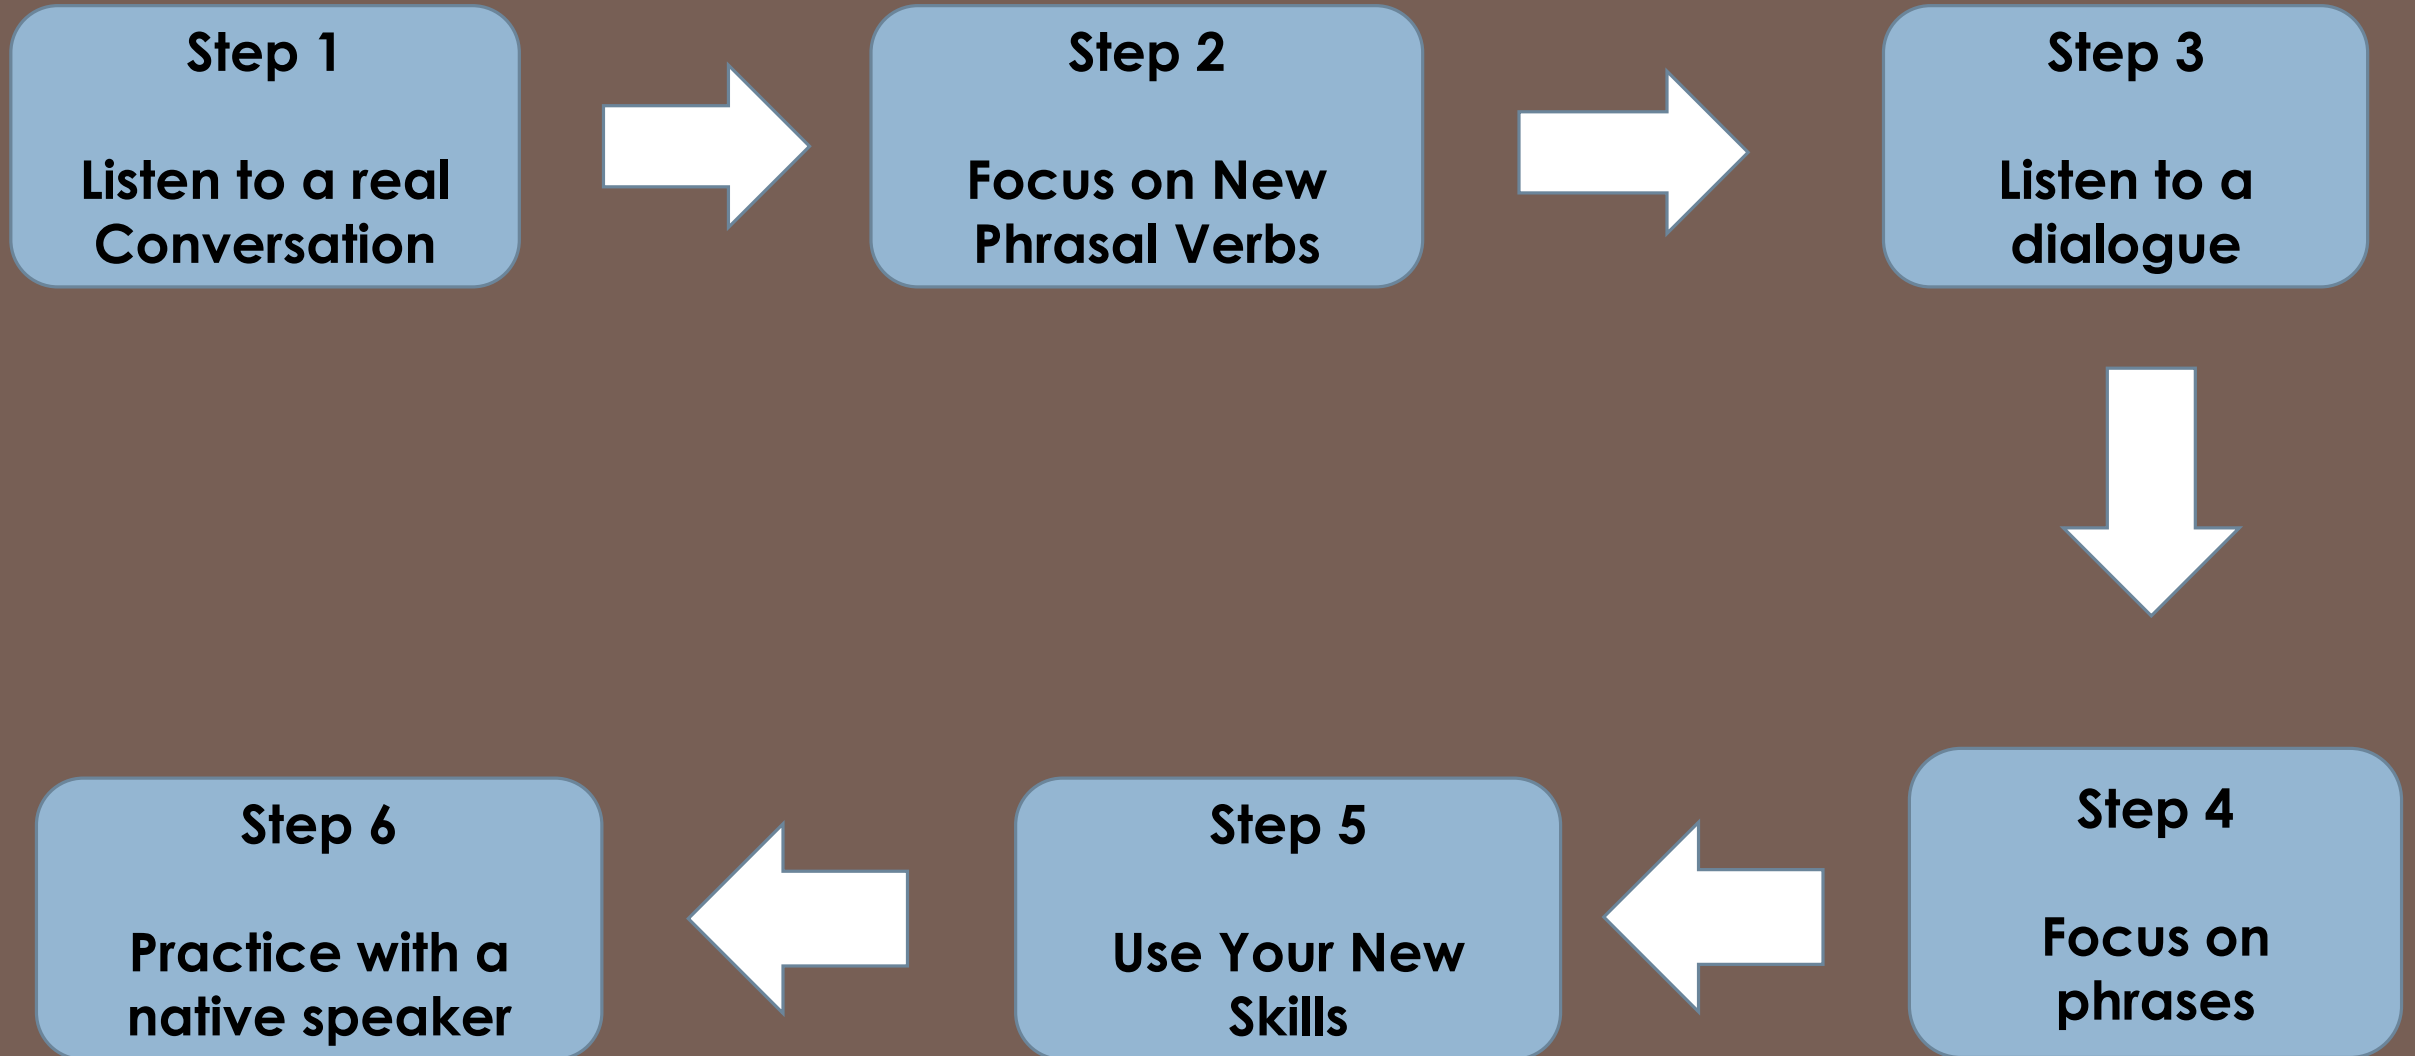 Step 1
Listen to a real
Conversation
Step 2
Focus on New
Phrasal Verbs
Step 3
Listen to a
dialogue
Step 4
Focus on
phrases
Step 5
Use Your New
Skills
Step 6
Practice with a
native speaker